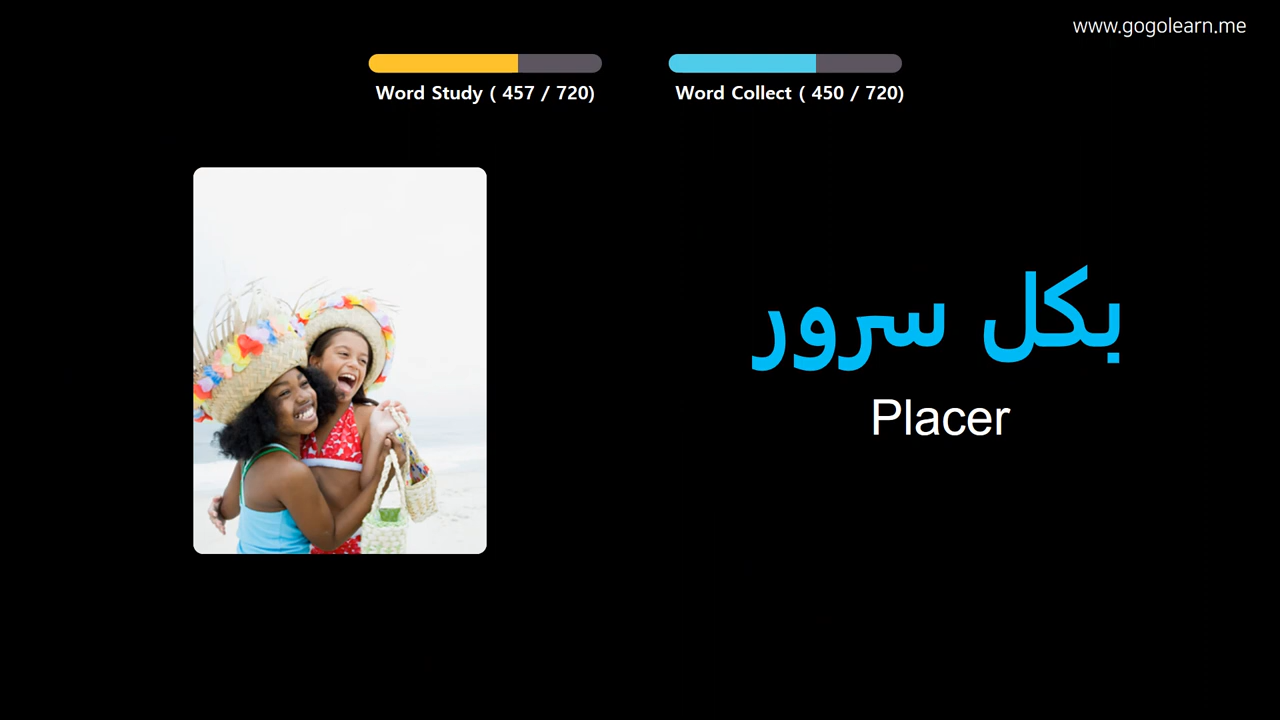 www.gogolearn.me
Word Study ( 457 / 720)
Word Collect ( 450 / 720)
بكل سرور
Placer